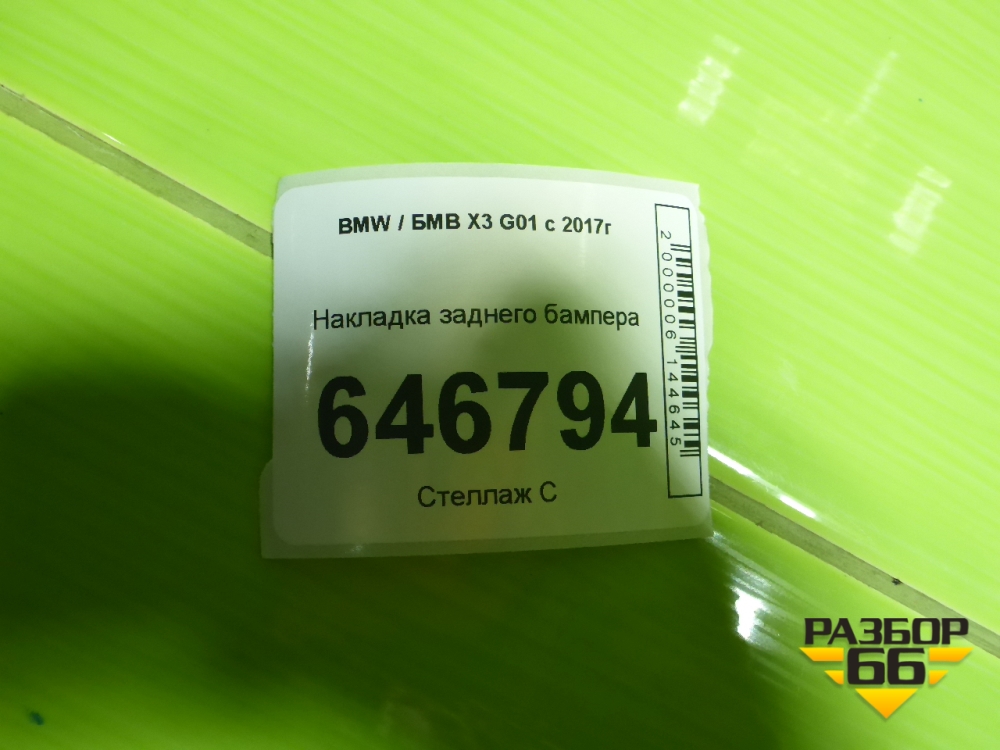 BMW / БМВ X3 G01 с 2017г
Накладка заднего бампера
646794
Стеллаж С
2000006144645
РАЗБОР
66